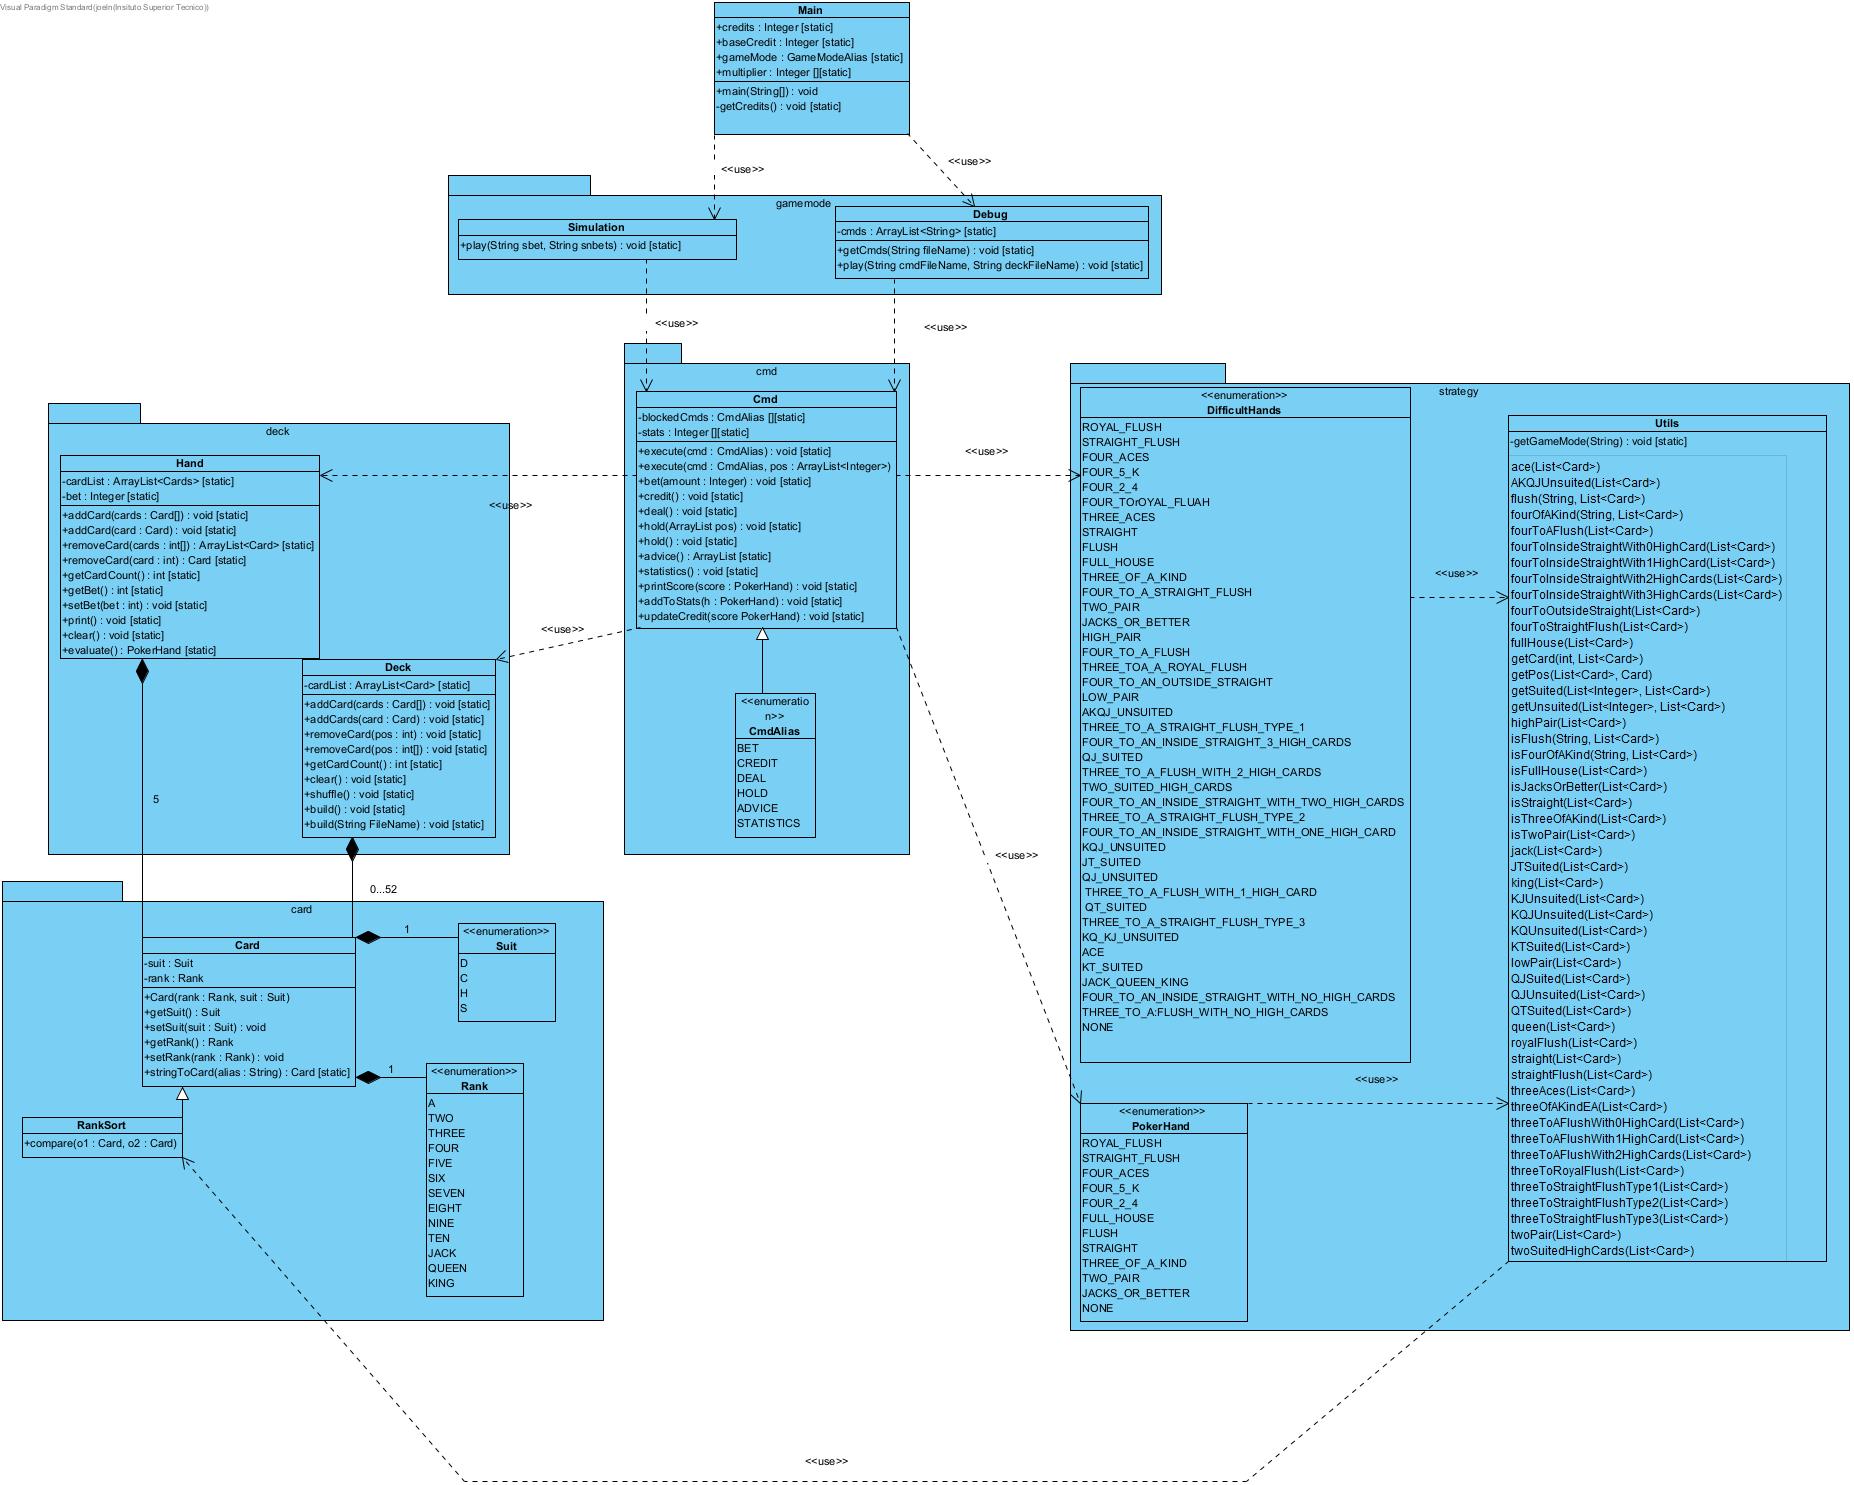 Visual Paradigm Standard(joeln(Insituto Superior Tecnico))
Main
+credits : Integer [static]
+baseCredit : Integer [static]
+gameMode : GameModeAlias [static]
+multiplier : Integer [][static]
+main(String[]) : void
-getCredits() : void [static]
<<use>>
<<use>>
gamemode
Simulation
+play(String sbet, String snbets) : void [static]
Debug
-cmds : ArrayList<String> [static]
+getCmds(String fileName) : void [static]
+play(String cmdFileName, String deckFileName) : void [static]
<<use>>
<<use>>
deck
Hand
-cardList : ArrayList<Cards> [static]
-bet : Integer [static]
+addCard(cards : Card[]) : void [static]
+addCard(card : Card) : void [static]
+removeCard(cards : int[]) : ArrayList<Card> [static]
+removeCard(card : int) : Card [static]
+getCardCount() : int [static]
+getBet() : int [static]
+setBet(bet : int) : void [static]
+print() : void [static]
+clear() : void [static]
+evaluate() : PokerHand [static]
Deck
-cardList : ArrayList<Card> [static]
+addCard(cards : Card[]) : void [static]
+addCards(card : Card) : void [static]
+removeCard(pos : int) : void [static]
+removeCard(pos : int[]) : void [static]
+getCardCount() : int [static]
+clear() : void [static]
+shuffle() : void [static]
+build() : void [static]
+build(String FileName) : void [static]
5
0...52
<<use>>
<<use>>
cmd
Cmd
-blockedCmds : CmdAlias [][static]
-stats : Integer [][static]
+execute(cmd : CmdAlias) : void [static]
+execute(cmd : CmdAlias, pos : ArrayList<Integer>)
+bet(amount : Integer) : void [static]
+credit() : void [static]
+deal() : void [static]
+hold(ArrayList pos) : void [static]
+hold() : void [static]
+advice() : ArrayList [static]
+statistics() : void [static]
+printScore(score : PokerHand) : void [static]
+addToStats(h : PokerHand) : void [static]
+updateCredit(score PokerHand) : void [static]
<<enumeratio
n>>
CmdAlias
BET
CREDIT
DEAL
HOLD
ADVICE
STATISTICS
<<use>>
<<use>>
strategy
<<enumeration>>
DifficultHands
ROYAL_FLUSH
STRAIGHT_FLUSH
FOUR_ACES
FOUR_5_K
FOUR_2_4
FOUR_TOrOYAL_FLUAH
THREE_ACES
STRAIGHT
FLUSH
FULL_HOUSE
THREE_OF_A_KIND
FOUR_TO_A_STRAIGHT_FLUSH
TWO_PAIR
JACKS_OR_BETTER
HIGH_PAIR
FOUR_TO_A_FLUSH
THREE_TOA_A_ROYAL_FLUSH
FOUR_TO_AN_OUTSIDE_STRAIGHT
LOW_PAIR
AKQJ_UNSUITED
THREE_TO_A_STRAIGHT_FLUSH_TYPE_1
FOUR_TO_AN_INSIDE_STRAIGHT_3_HIGH_CARDS
QJ_SUITED
THREE_TO_A_FLUSH_WITH_2_HIGH_CARDS
TWO_SUITED_HIGH_CARDS
FOUR_TO_AN_INSIDE_STRAIGHT_WITH_TWO_HIGH_CARDS
THREE_TO_A_STRAIGHT_FLUSH_TYPE_2
FOUR_TO_AN_INSIDE_STRAIGHT_WITH_ONE_HIGH_CARD
KQJ_UNSUITED
JT_SUITED
QJ_UNSUITED
THREE_TO_A_FLUSH_WITH_1_HIGH_CARD
QT_SUITED
THREE_TO_A_STRAIGHT_FLUSH_TYPE_3
KQ_KJ_UNSUITED
ACE
KT_SUITED
JACK_QUEEN_KING
FOUR_TO_AN_INSIDE_STRAIGHT_WITH_NO_HIGH_CARDS
THREE_TO_A:FLUSH_WITH_NO_HIGH_CARDS
NONE
<<use>>
<<use>>
<<enumeration>>
PokerHand
ROYAL_FLUSH
STRAIGHT_FLUSH
FOUR_ACES
FOUR_5_K
FOUR_2_4
FULL_HOUSE
FLUSH
STRAIGHT
THREE_OF_A_KIND
TWO_PAIR
JACKS_OR_BETTER
NONE
Utils
-getGameMode(String) : void [static]
ace(List<Card>)
AKQJUnsuited(List<Card>)
flush(String, List<Card>)
fourOfAKind(String, List<Card>)
fourToAFlush(List<Card>)
fourToInsideStraightWith0HighCard(List<Card>)
fourToInsideStraightWith1HighCard(List<Card>)
fourToInsideStraightWith2HighCards(List<Card>)
fourToInsideStraightWith3HighCards(List<Card>)
fourToOutsideStraight(List<Card>)
fourToStraightFlush(List<Card>)
fullHouse(List<Card>)
getCard(int, List<Card>)
getPos(List<Card>, Card)
getSuited(List<Integer>, List<Card>)
getUnsuited(List<Integer>, List<Card>)
highPair(List<Card>)
isFlush(String, List<Card>)
isFourOfAKind(String, List<Card>)
isFullHouse(List<Card>)
isJacksOrBetter(List<Card>)
isStraight(List<Card>)
isThreeOfAKind(List<Card>)
isTwoPair(List<Card>)
jack(List<Card>)
JTSuited(List<Card>)
king(List<Card>)
KJUnsuited(List<Card>)
KQJUnsuited(List<Card>)
KQUnsuited(List<Card>)
KTSuited(List<Card>)
lowPair(List<Card>)
QJSuited(List<Card>)
QJUnsuited(List<Card>)
QTSuited(List<Card>)
queen(List<Card>)
royalFlush(List<Card>)
straight(List<Card>)
straightFlush(List<Card>)
threeAces(List<Card>)
threeOfAKindEA(List<Card>)
threeToAFlushWith0HighCard(List<Card>)
threeToAFlushWith1HighCard(List<Card>)
threeToAFlushWith2HighCards(List<Card>)
threeToRoyalFlush(List<Card>)
threeToStraightFlushType1(List<Card>)
threeToStraightFlushType2(List<Card>)
threeToStraightFlushType3(List<Card>)
twoPair(List<Card>)
twoSuitedHighCards(List<Card>)
card
Card
-suit : Suit
-rank : Rank
+Card(rank : Rank, suit : Suit)
+getSuit() : Suit
+setSuit(suit : Suit) : void
+getRank() : Rank
+setRank(rank : Rank) : void
+stringToCard(alias : String) : Card [static]
1
<<enumeration>>
Suit
D
C
H
S
1
<<enumeration>>
Rank
A
TWO
THREE
FOUR
FIVE
SIX
SEVEN
EIGHT
NINE
TEN
JACK
QUEEN
KING
RankSort
+compare(o1 : Card, o2 : Card)
<<use>>